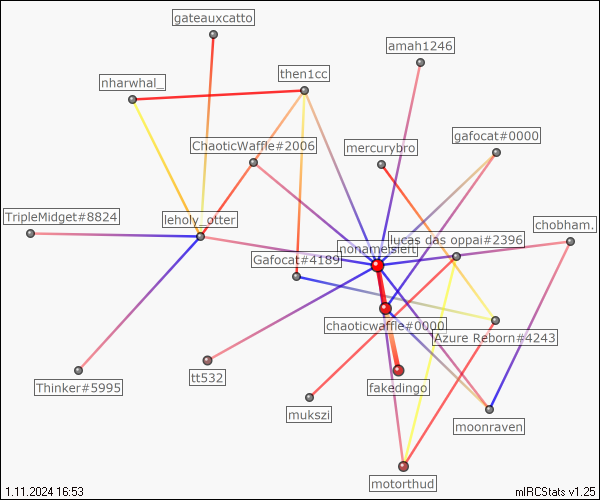 gateauxcatto
amah1246
then1cc
nharwhal_
gafocat#0000
ChaoticWaffle#2006
mercurybro
TripleMidget#8824
leholy_otter
chobham.
lucas das oppai#2396
Gafocat#4189
chaoticwaffle#0000
Azure Reborn#4243
tt532
Thinker#5995
fakedingo
mukszi
moonraven
motorthud
1.11.2024 16:53
mIRCStats v1.25